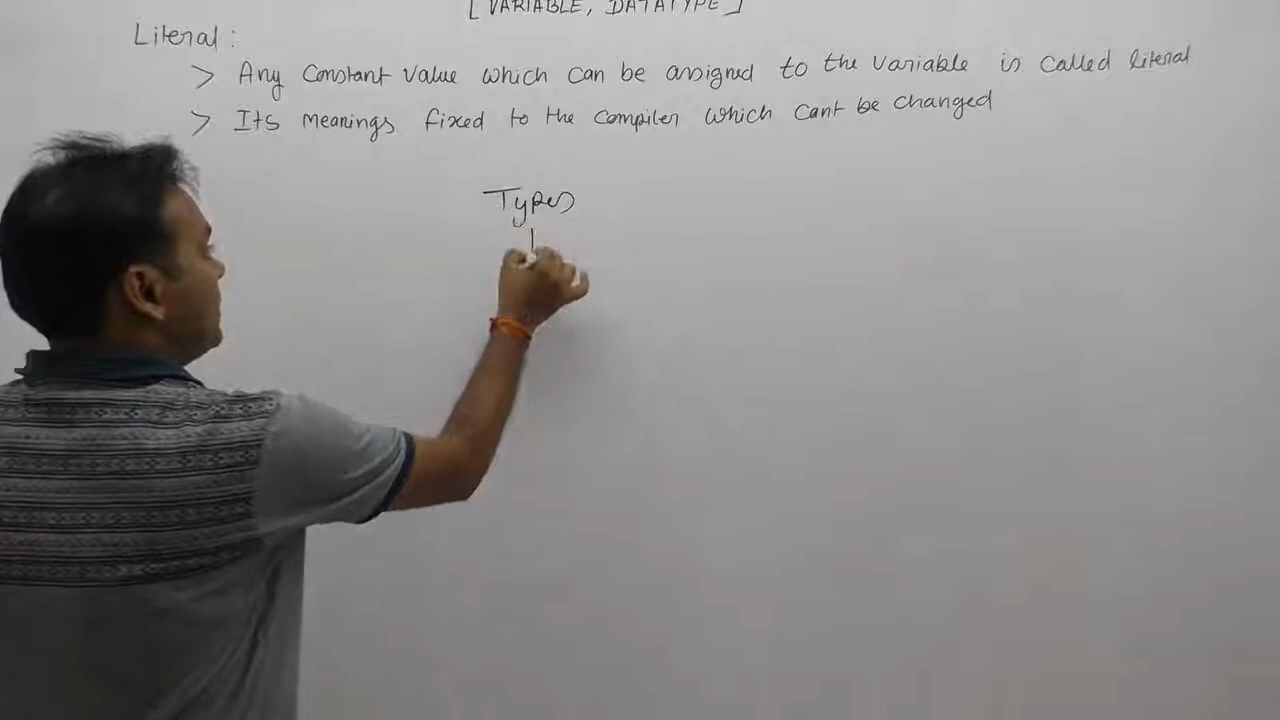 [VARIABLE, DATATYPE]
Literal:
> Any Constant value which can be assigned to the variable is called literal
> Its meanings fixed to the compiler which cant be changed
Types